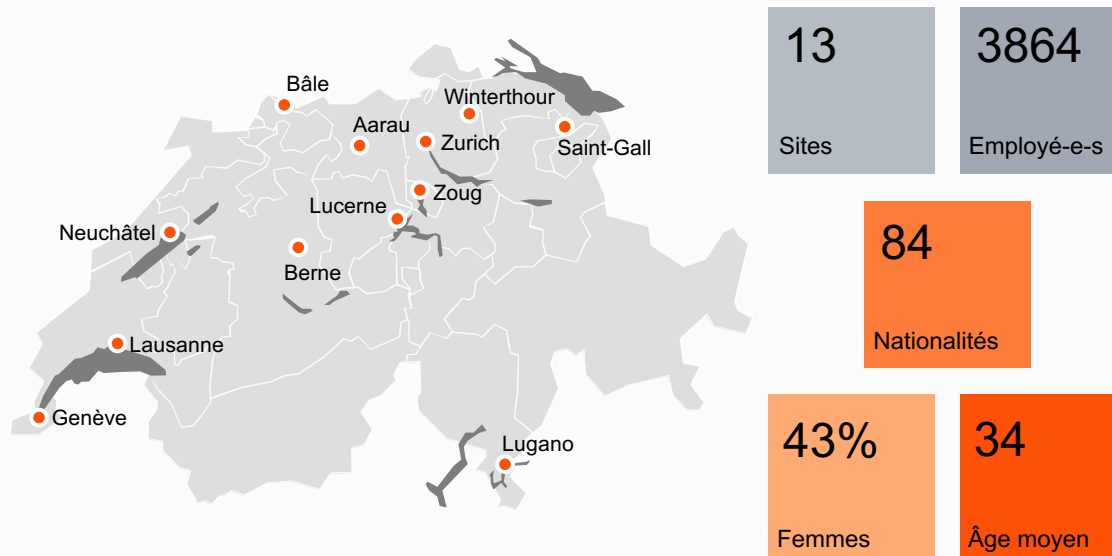 Bâle
Winterthour
Aarau
Zurich
Saint-Gall
Zoug
Lucerne
Neuchâtel
Berne
Lausanne
Genève
Lugano
13
Sites
3864
Employé-e-s
84
Nationalités
43%
Femmes
34
Âge moyen